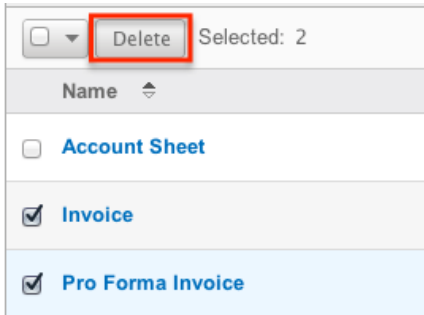 Delete Selected: 2
Name
Account Sheet
Invoice
Pro Forma Invoice